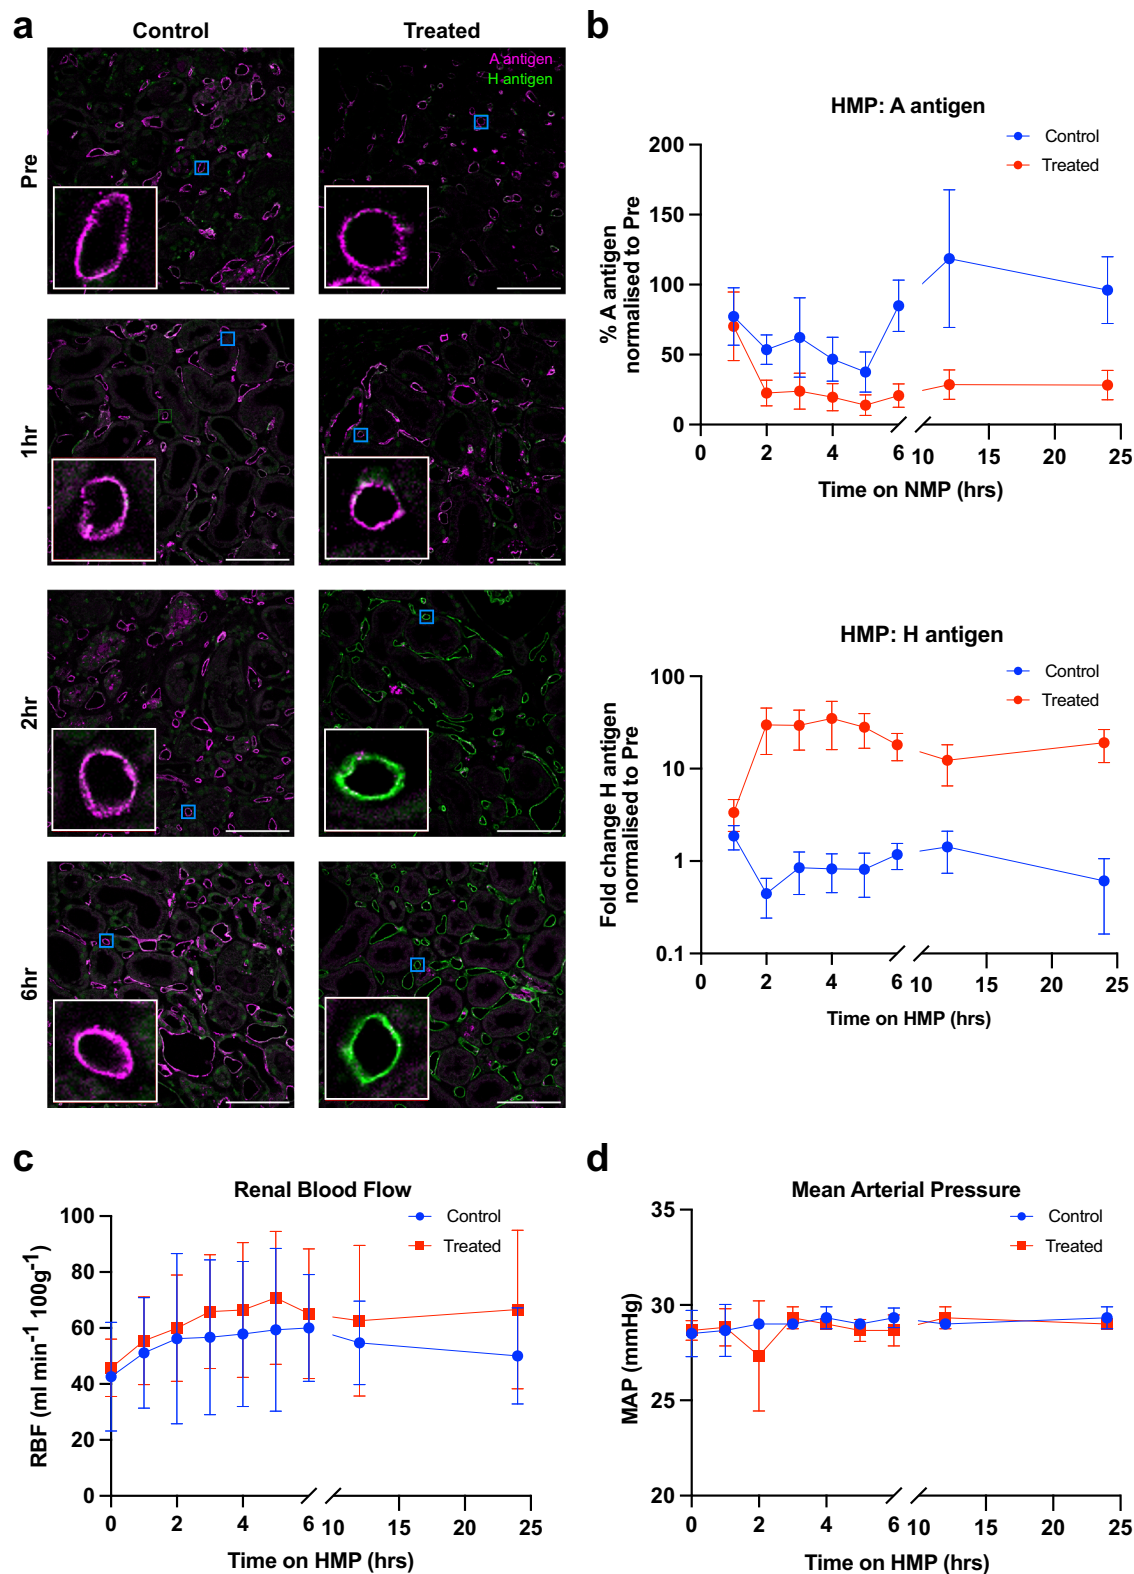 a
Control
Treated
A antigen
H antigen
Pre
1hr
2hr
6hr
b
HMP: A antigen
Control
Treated
% A antigen
normalised to Pre
200
150
100
50
0
0 2 4 6 10 15 20 25
Time on NMP (hrs)
HMP: H antigen
Control
Treated
Fold change H antigen
normalised to Pre
100
10
1
0.1
0 2 4 6 10 15 20 25
Time on HMP (hrs)
c
Renal Blood Flow
Control
Treated
RBF (ml min⁻¹ 100g⁻¹)
100
80
60
40
20
0
0 2 4 6 10 15 20 25
Time on HMP (hrs)
d
Mean Arterial Pressure
Control
Treated
MAP (mmHg)
35
30
25
20
0 2 4 6 10 15 20 25
Time on HMP (hrs)